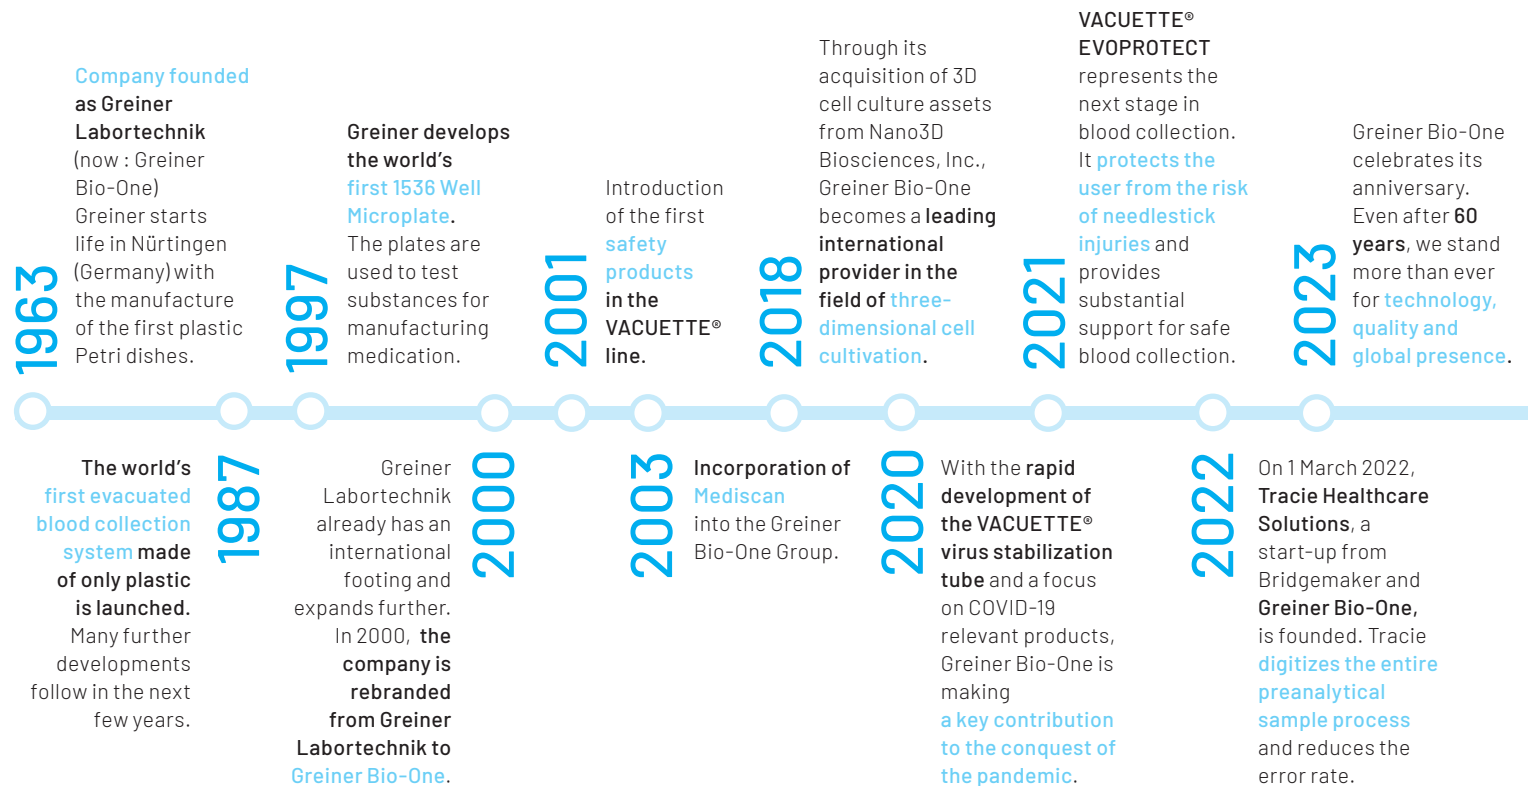 1963
Company founded
as Greiner
Labortechnik
(now : Greiner
Bio-One)
Greiner starts
life in Nürtingen
(Germany) with
the manufacture
of the first plastic
Petri dishes.
1987
The world's
first evacuated
blood collection
system made
of only plastic
is launched.
Many further
developments
follow in the next
few years.
1997
Greiner develops
the world's
first 1536 Well
Microplate.
The plates are
used to test
substances for
manufacturing
medication.
2000
Greiner
Labortechnik
already has an
international
footing and
expands further.
In 2000, the
company is
rebranded
from Greiner
Labortechnik to
Greiner Bio-One.
2001
Introduction
of the first
safety
products
in the
VACUETTE®
line.
2003
Incorporation of
Mediscan
into the Greiner
Bio-One Group.
2018
Through its
acquisition of 3D
cell culture assets
from Nano3D
Biosciences, Inc.,
Greiner Bio-One
becomes a leading
international
provider in the
field of three-
dimensional cell
cultivation.
2020
With the rapid
development of
the VACUETTE®
virus stabilization
tube and a focus
on COVID-19
relevant products,
Greiner Bio-One is
making
a key contribution
to the conquest of
the pandemic.
2021
VACUETTE®
EVOPROTECT
represents the
next stage in
blood collection.
It protects the
user from the risk
of needlestick
injuries and
provides
substantial
support for safe
blood collection.
2022
On 1 March 2022,
Tracie Healthcare
Solutions, a
start-up from
Bridgemaker and
Greiner Bio-One,
is founded. Tracie
digitizes the entire
preanalytical
sample process
and reduces the
error rate.
2023
Greiner Bio-One
celebrates its
anniversary.
Even after 60
years, we stand
more than ever
for technology,
quality and
global presence.